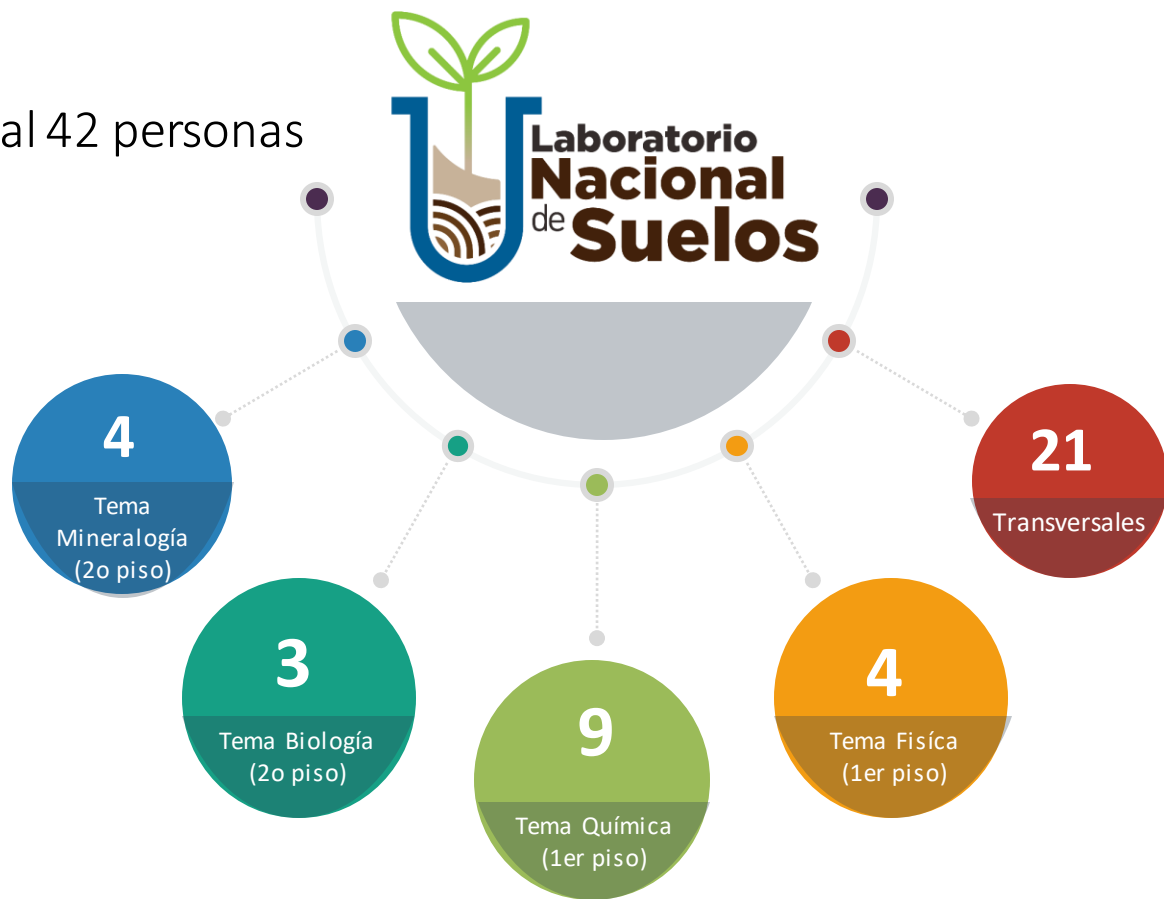 al 42 personas
Laboratorio
Nacional
de Suelos
4
Tema
Mineralogía
(2o piso)
3
Tema Biología
(2o piso)
9
Tema Química
(1er piso)
4
Tema Fisíca
(1er piso)
21
Transversales